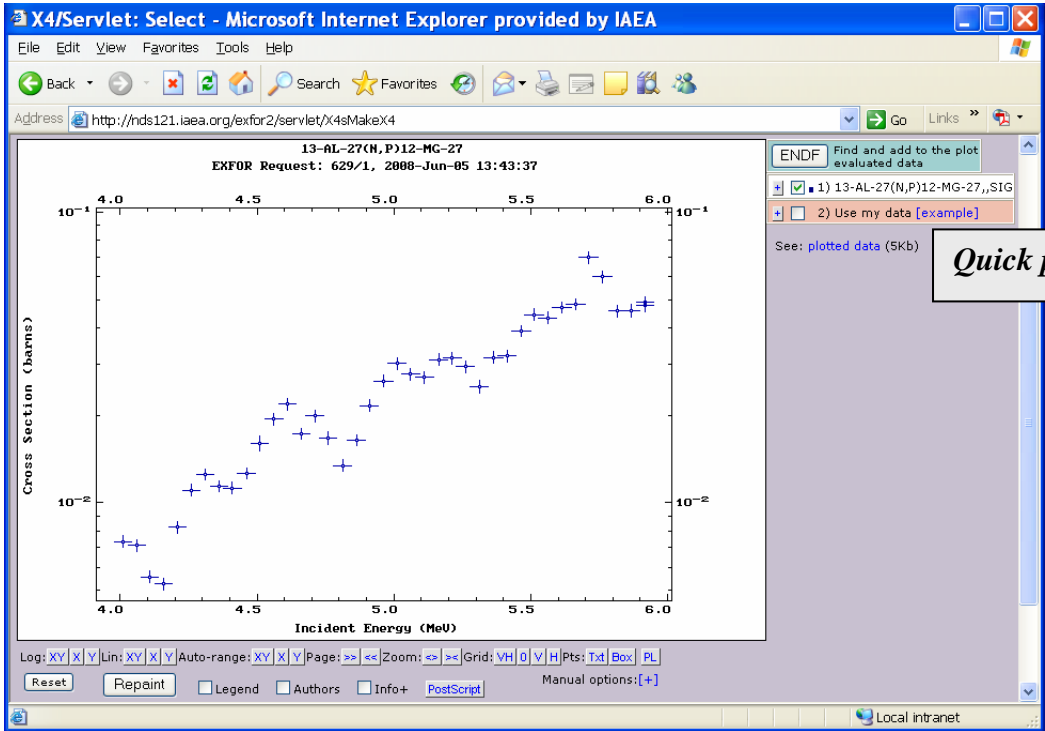 X4/Servlet: Select - Microsoft Internet Explorer provided by IAEA
File Edit View Favorites Tools Help
Back Search Favorites
Address http://nds121.iaea.org/exfor2/servlet/X4sMakeX4 Go Links »
13-AL-27(N,P)12-MG-27
EXFOR Request: 629/1, 2008-Jun-05 13:43:37
4.0 4.5 5.0 5.5 6.0
10⁻¹ 10⁻¹
Cross Section (barns)
10⁻² 10⁻²
4.0 4.5 5.0 5.5 6.0
Incident Energy (MeV)
ENDF Find and add to the plot
evaluated data
+ 1) 13-AL-27(N,P)12-MG-27,,SIG
+ 2) Use my data [example]
See: plotted data (5Kb)
Quick p
Log: XY X Y Lin: XY X Y Auto-range: XY X Y Page: >> << Zoom: <> >< Grid: VH 0 V H Pts: Txt Box PL
Reset Repaint Legend Authors Info+ PostScript Manual options:[+]
Local intranet